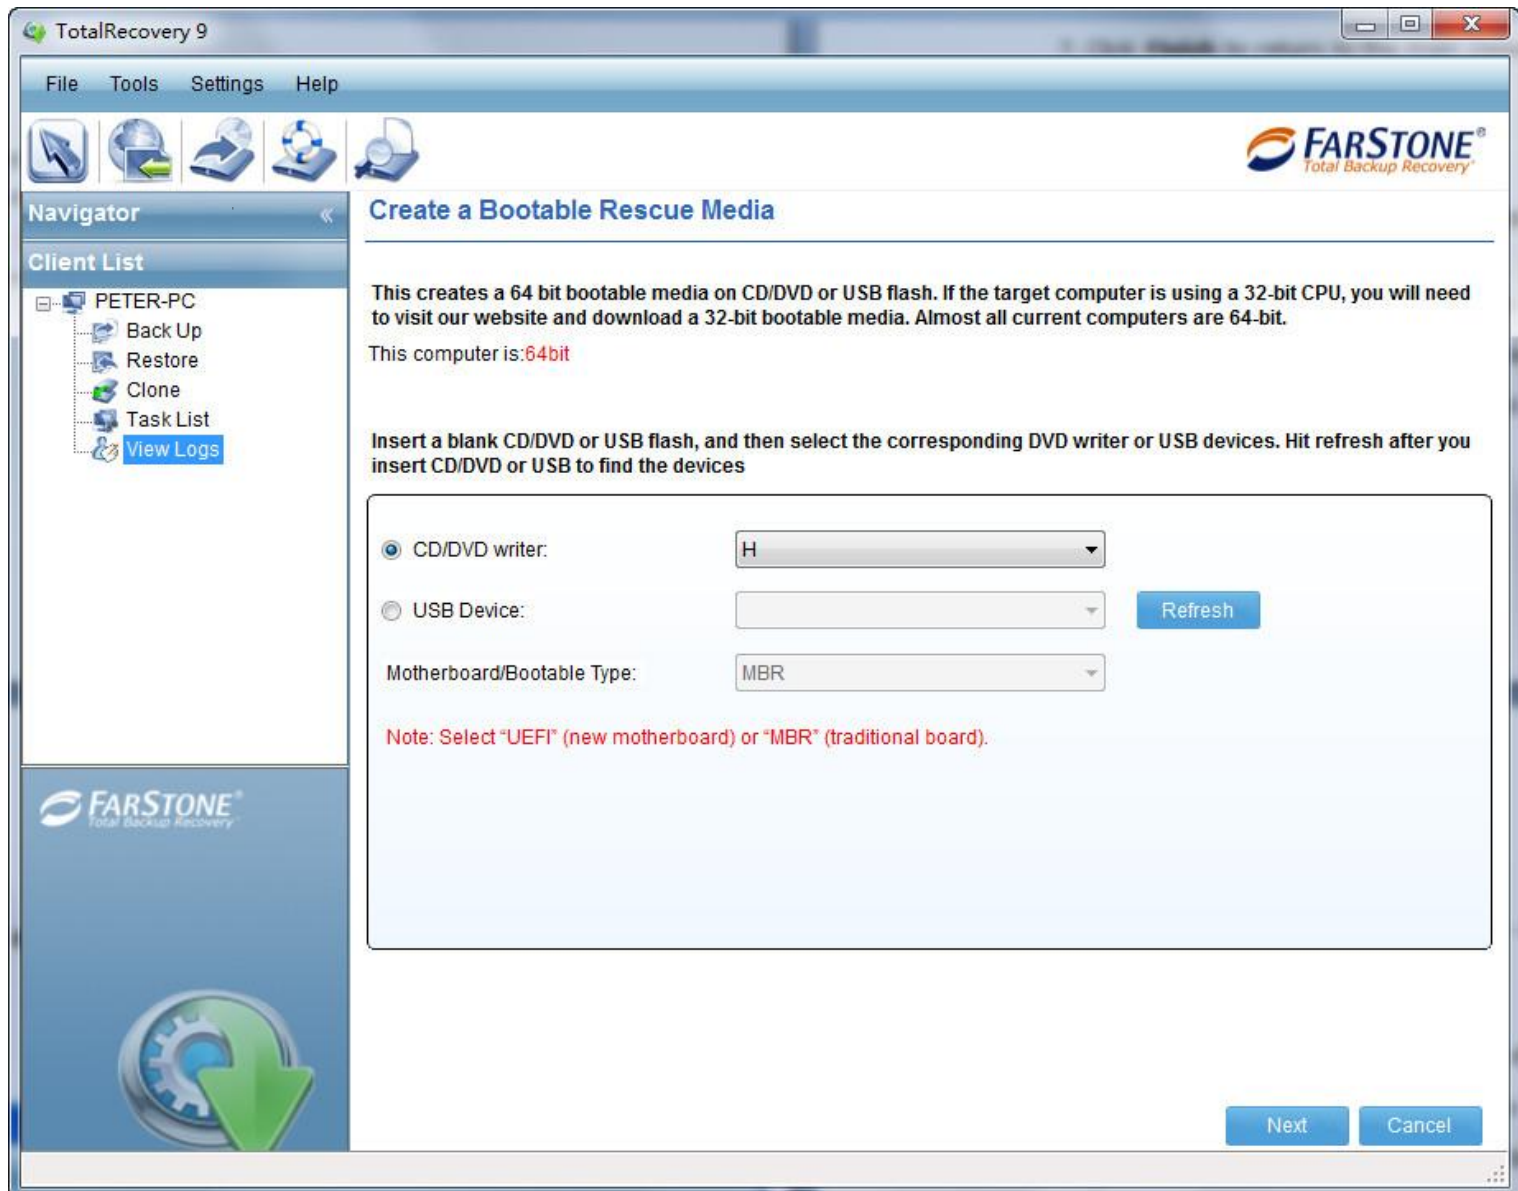 TotalRecovery 9
File Tools Settings Help
FARSTONE®
Total Backup Recovery
Navigator
Client List
PETER-PC
Back Up
Restore
Clone
Task List
View Logs
FARSTONE®
Total Backup Recovery
Create a Bootable Rescue Media
This creates a 64 bit bootable media on CD/DVD or USB flash. If the target computer is using a 32-bit CPU, you will need
to visit our website and download a 32-bit bootable media. Almost all current computers are 64-bit.
This computer is:64bit
Insert a blank CD/DVD or USB flash, and then select the corresponding DVD writer or USB devices. Hit refresh after you
insert CD/DVD or USB to find the devices
CD/DVD writer: H
USB Device: Refresh
Motherboard/Bootable Type: MBR
Note: Select “UEFI” (new motherboard) or “MBR” (traditional board).
Next Cancel